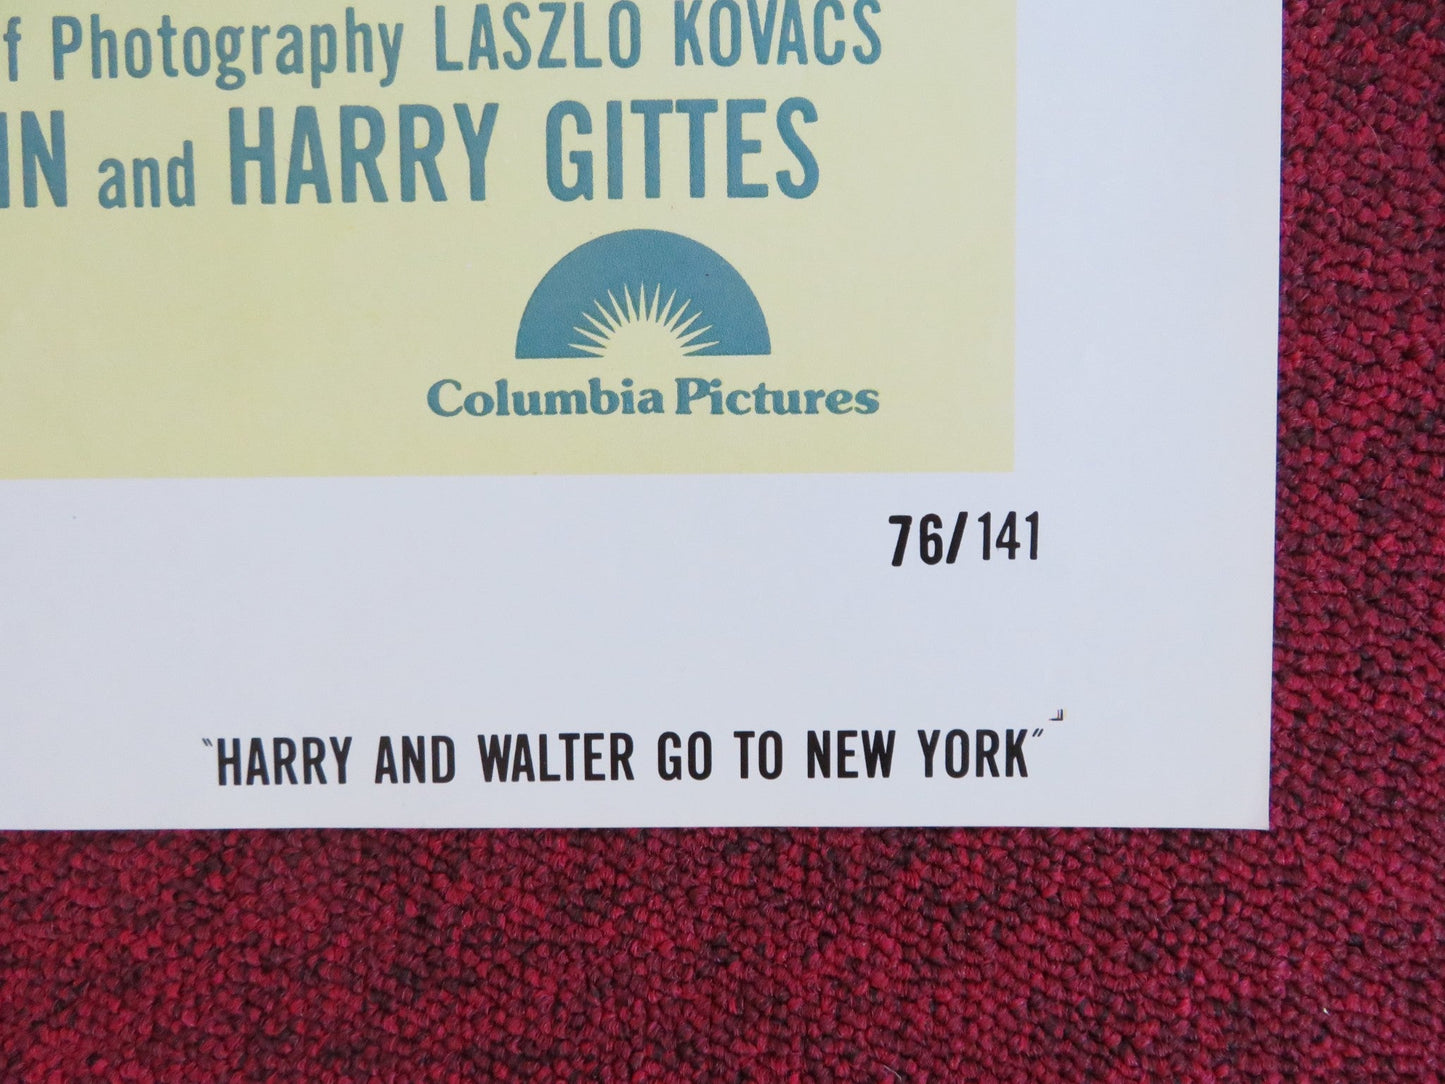 f Photography LASZLO KOVACS
IN and HARRY GITTES
Columbia Pictures
76/141
"HARRY AND WALTER GO TO NEW YORK"